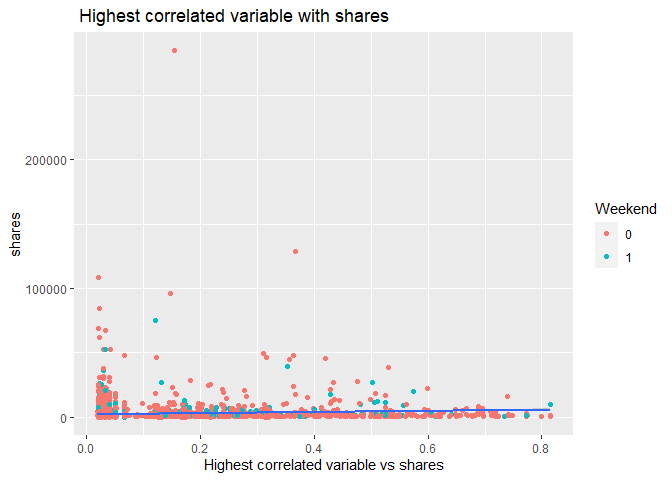 Highest correlated variable with shares
200000
100000
0
shares
0.0 0.2 0.4 0.6 0.8
Highest correlated variable vs shares
Weekend
0
1